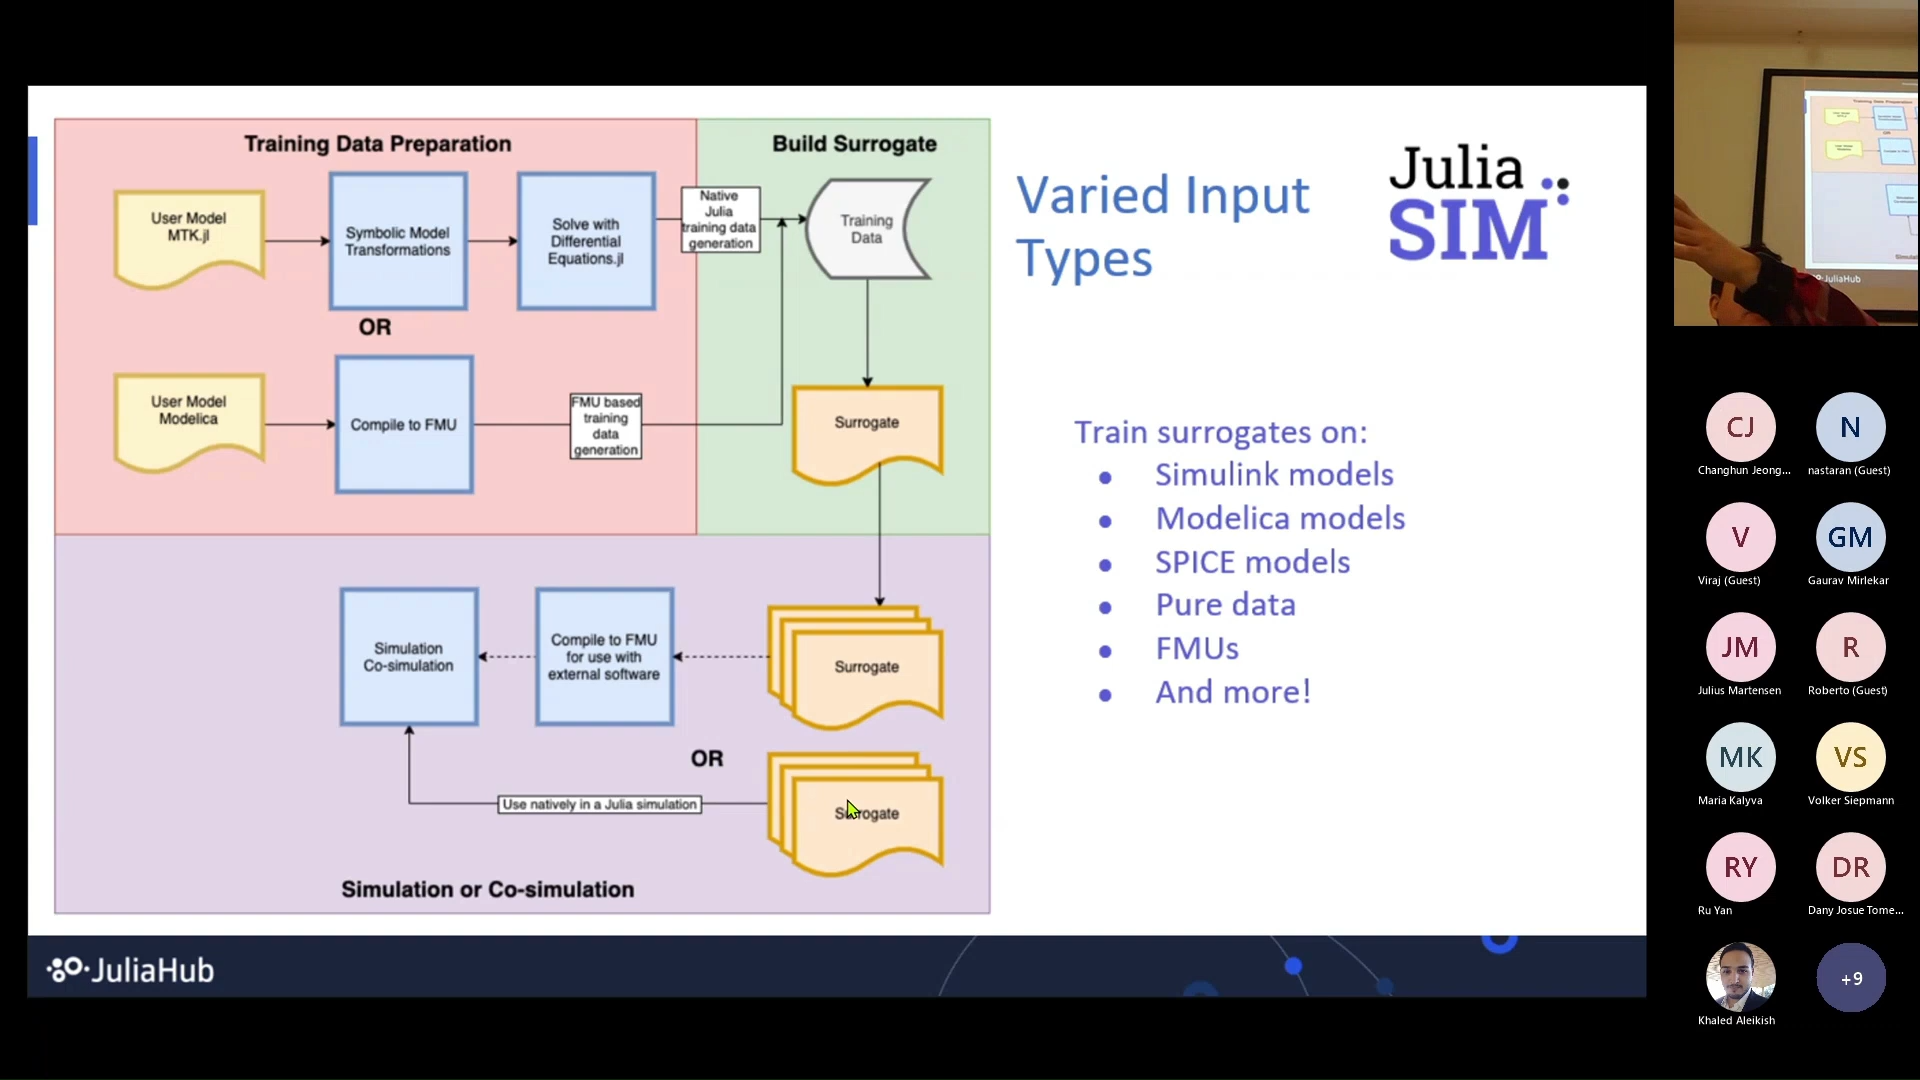 Training Data Preparation
Build Surrogate
User Model
MTK.jl
Symbolic Model
Transformations
Solve with
Differential
Equations.jl
Native
Julia
training data
generation
Training
Data
OR
User Model
Modelica
Compile to FMU
FMU based
training
data
generation
Surrogate
Simulation
Co-simulation
Compile to FMU
for use with
external software
Surrogate
OR
Use natively in a Julia simulation
Surrogate
Simulation or Co-simulation
Varied Input
Types
Julia
SIM
Train surrogates on:
● Simulink models
● Modelica models
● SPICE models
● Pure data
● FMUs
● And more!
JuliaHub
Training Data Preparation
JuliaHub
CJ
Changhun Jeong...
N
nastaran (Guest)
V
Viraj (Guest)
GM
Gaurav Mirlekar
JM
Julius Martensen
R
Roberto (Guest)
MK
Maria Kalyva
VS
Volker Siepmann
RY
Ru Yan
DR
Dany Josue Tome...
Khaled Aleikish
+9